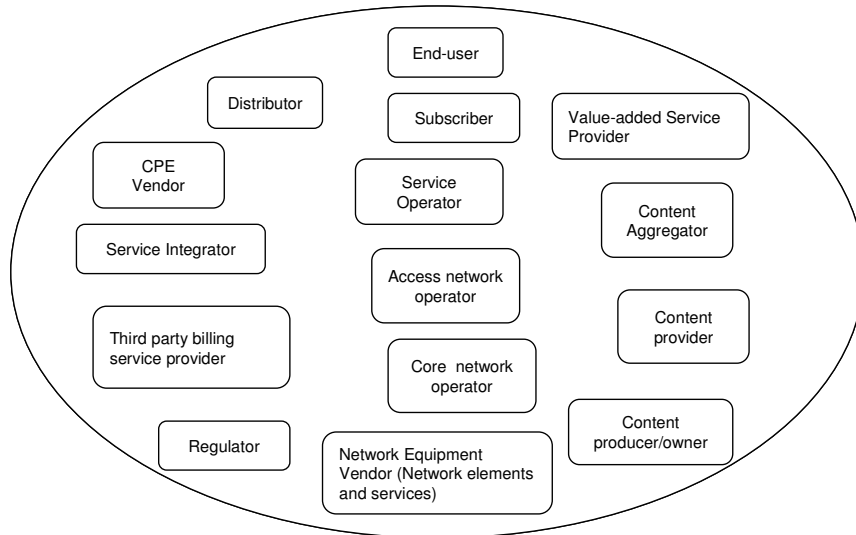 End-user
Distributor
Subscriber
Value-added Service
Provider
CPE
Vendor
Service
Operator
Content
Aggregator
Service Integrator
Access network
operator
Third party billing
service provider
Content
provider
Core network
operator
Content
producer/owner
Regulator
Network Equipment
Vendor (Network elements
and services)